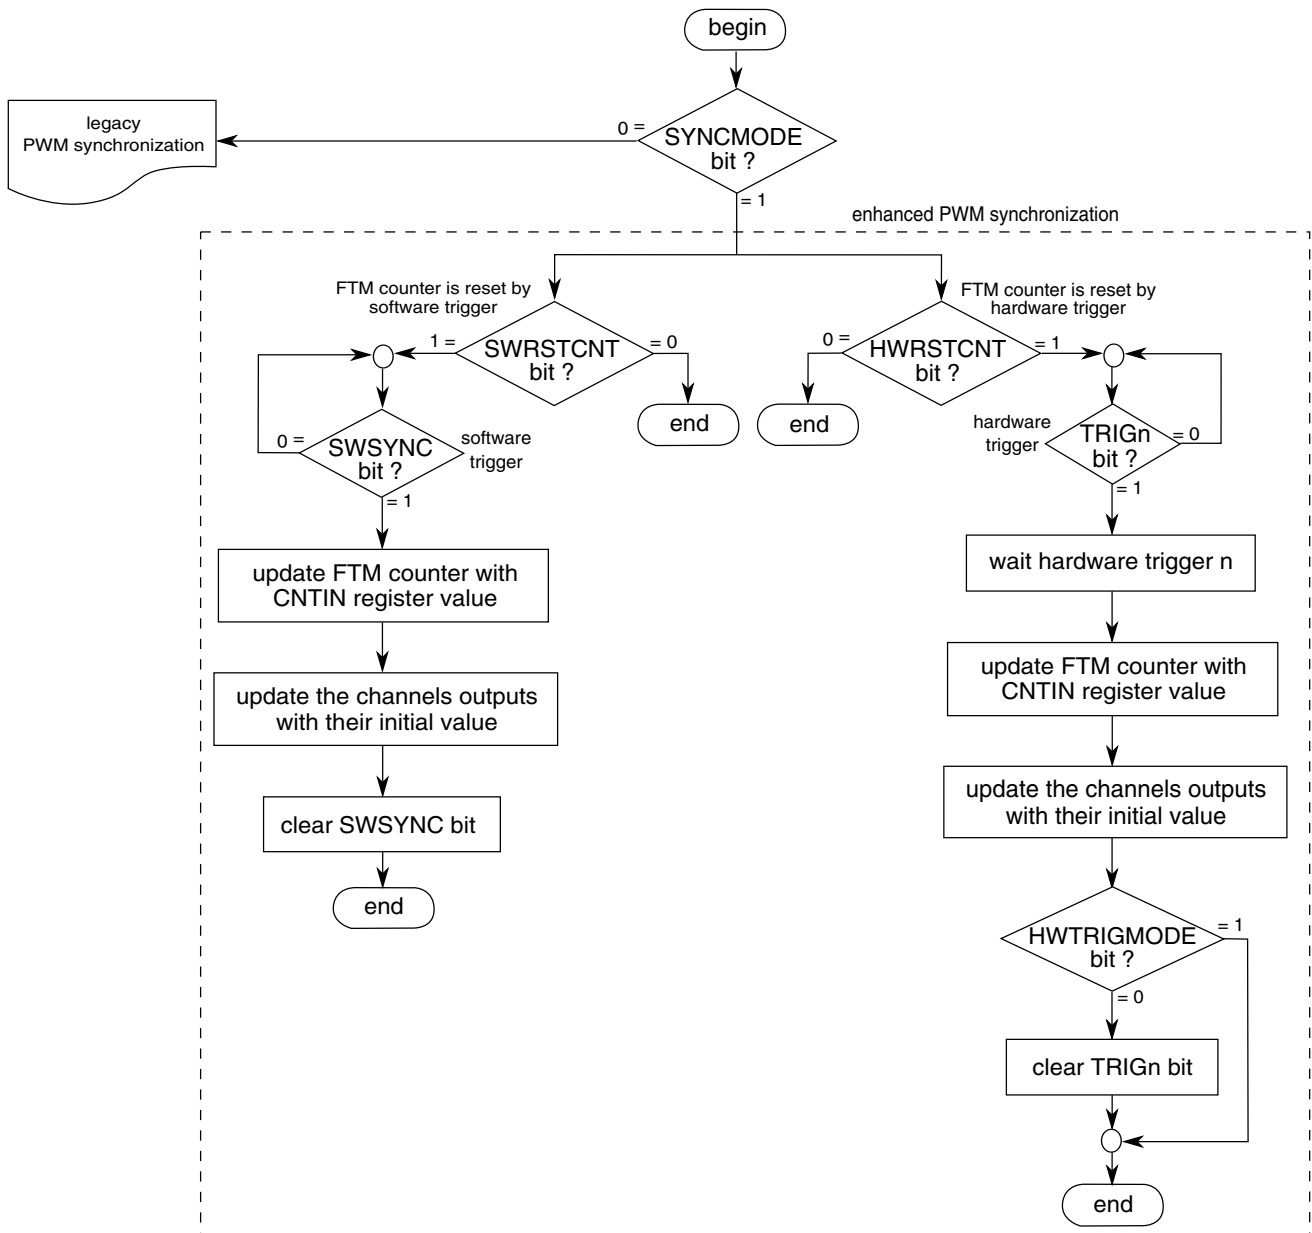 begin
legacy
PWM synchronization
0 =
SYNCMODE
bit ?
= 1
enhanced PWM synchronization
FTM counter is reset by
software trigger
1 =
SWRSTCNT
bit ?
= 0
end
FTM counter is reset by
hardware trigger
0 =
HWRSTCNT
bit ?
= 1
end
0 =
SWSYNC
bit ?
software
trigger
= 1
hardware
trigger
TRIGn
bit ?
= 0
= 1
update FTM counter with
CNTIN register value
update the channels outputs
with their initial value
clear SWSYNC bit
end
wait hardware trigger n
update FTM counter with
CNTIN register value
update the channels outputs
with their initial value
HWTRIGMODE
bit ?
= 1
= 0
clear TRIGn bit
end